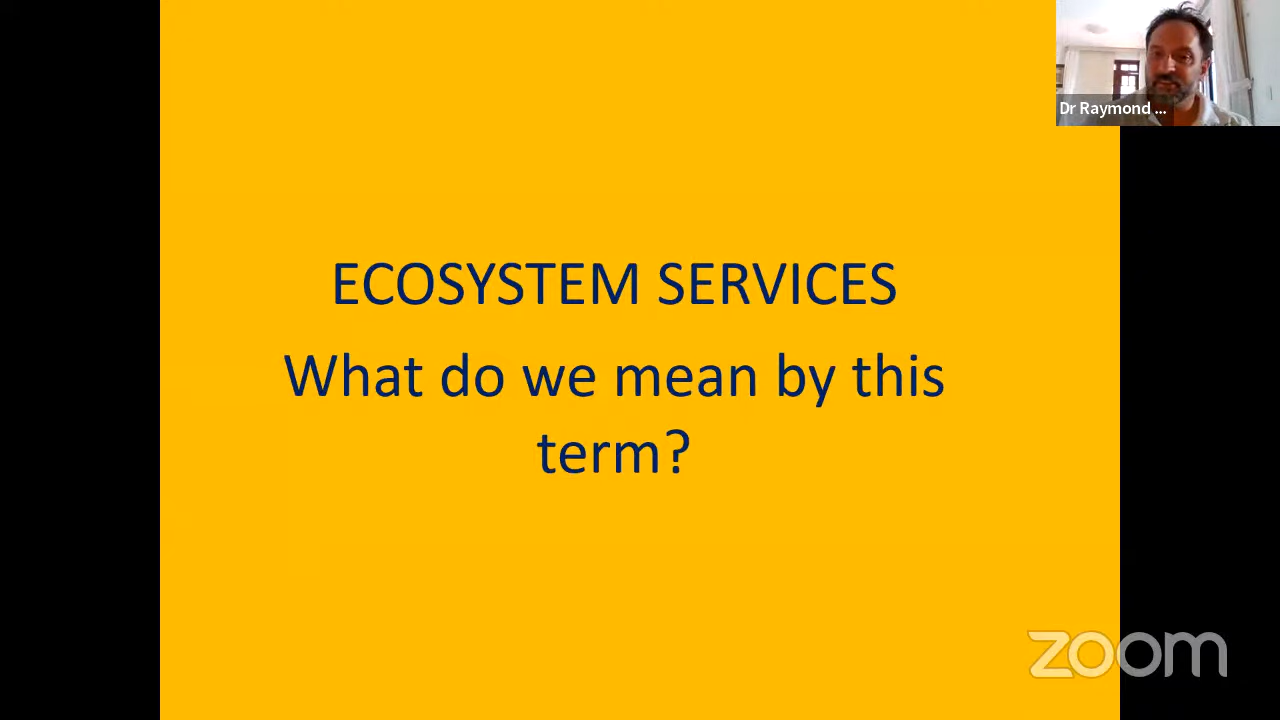 Dr Raymond ...
ECOSYSTEM SERVICES
What do we mean by this
term?
zoom